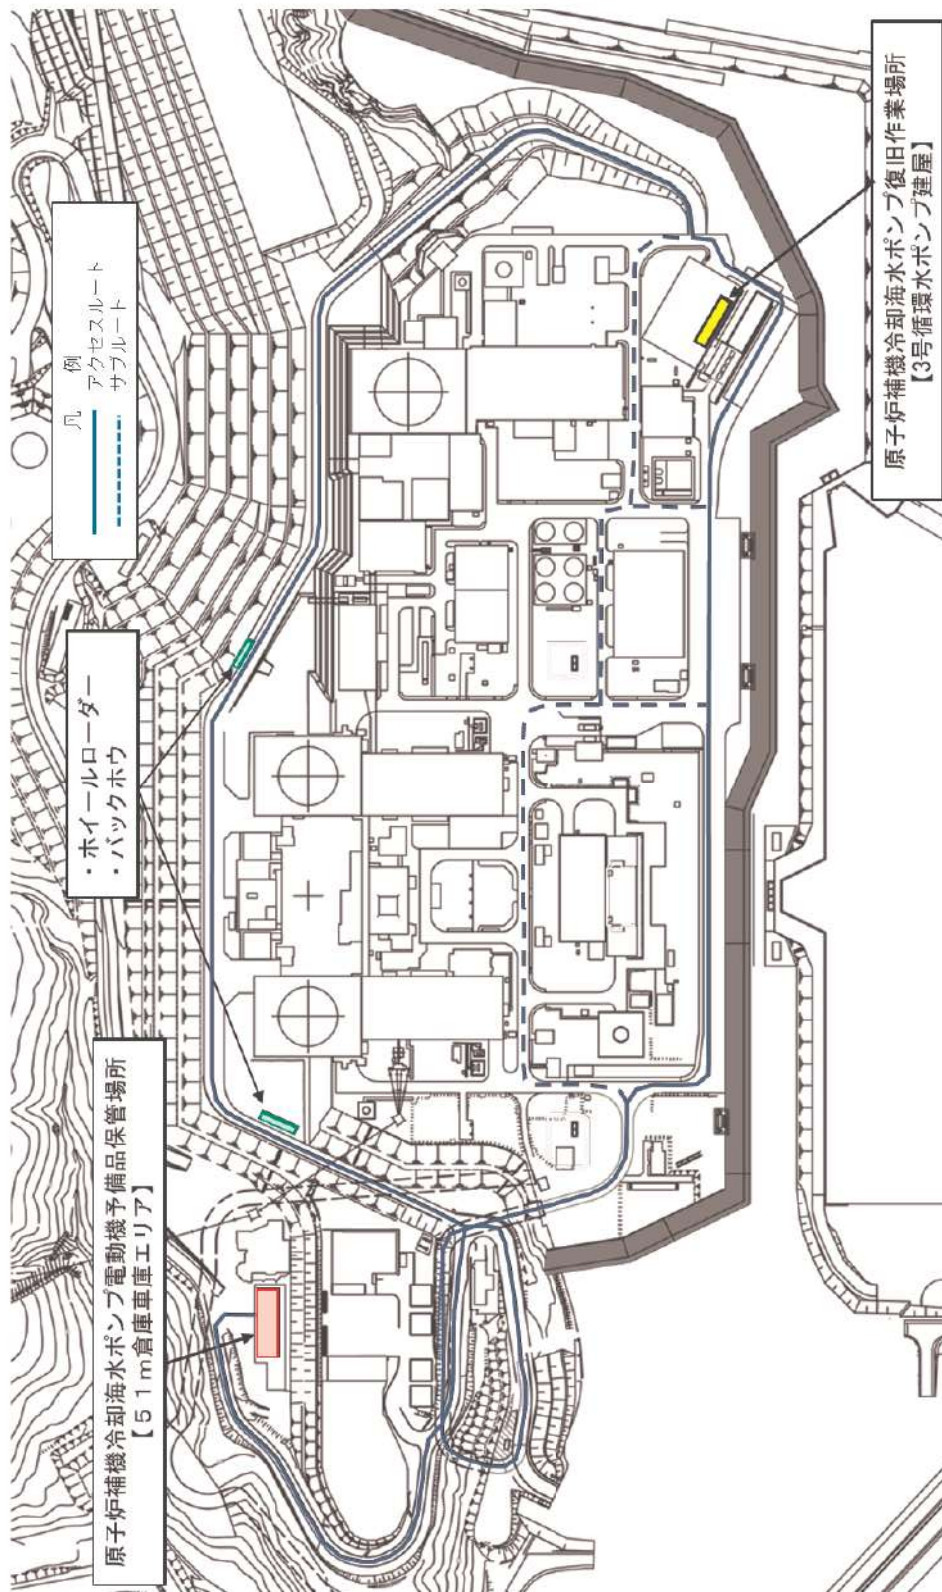 原子炉補機冷却海水ポンプ電動機予備品保管場所
【51m倉庫車庫エリア】
・ホイールローダー
・バックホウ
凡 例
アクセスルート
サブルート
原子炉補機冷却海水ポンプ復旧作業場所
【3号循環水ポンプ建屋】